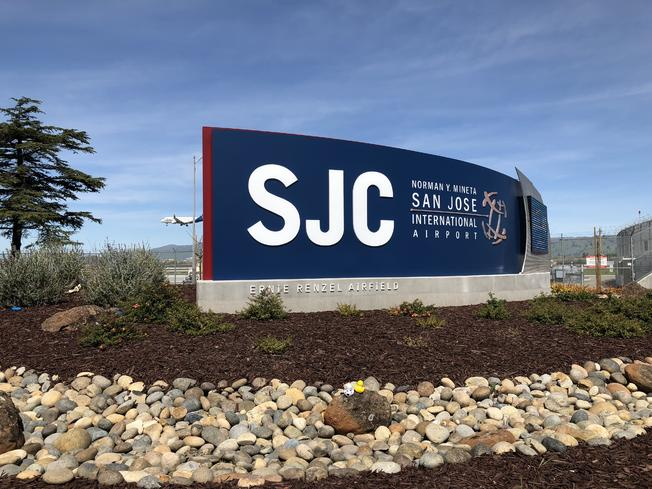 SJC
NORMAN Y. MINETA
SAN JOSE
INTERNATIONAL
AIRPORT
ERNIE RENZEL AIRFIELD